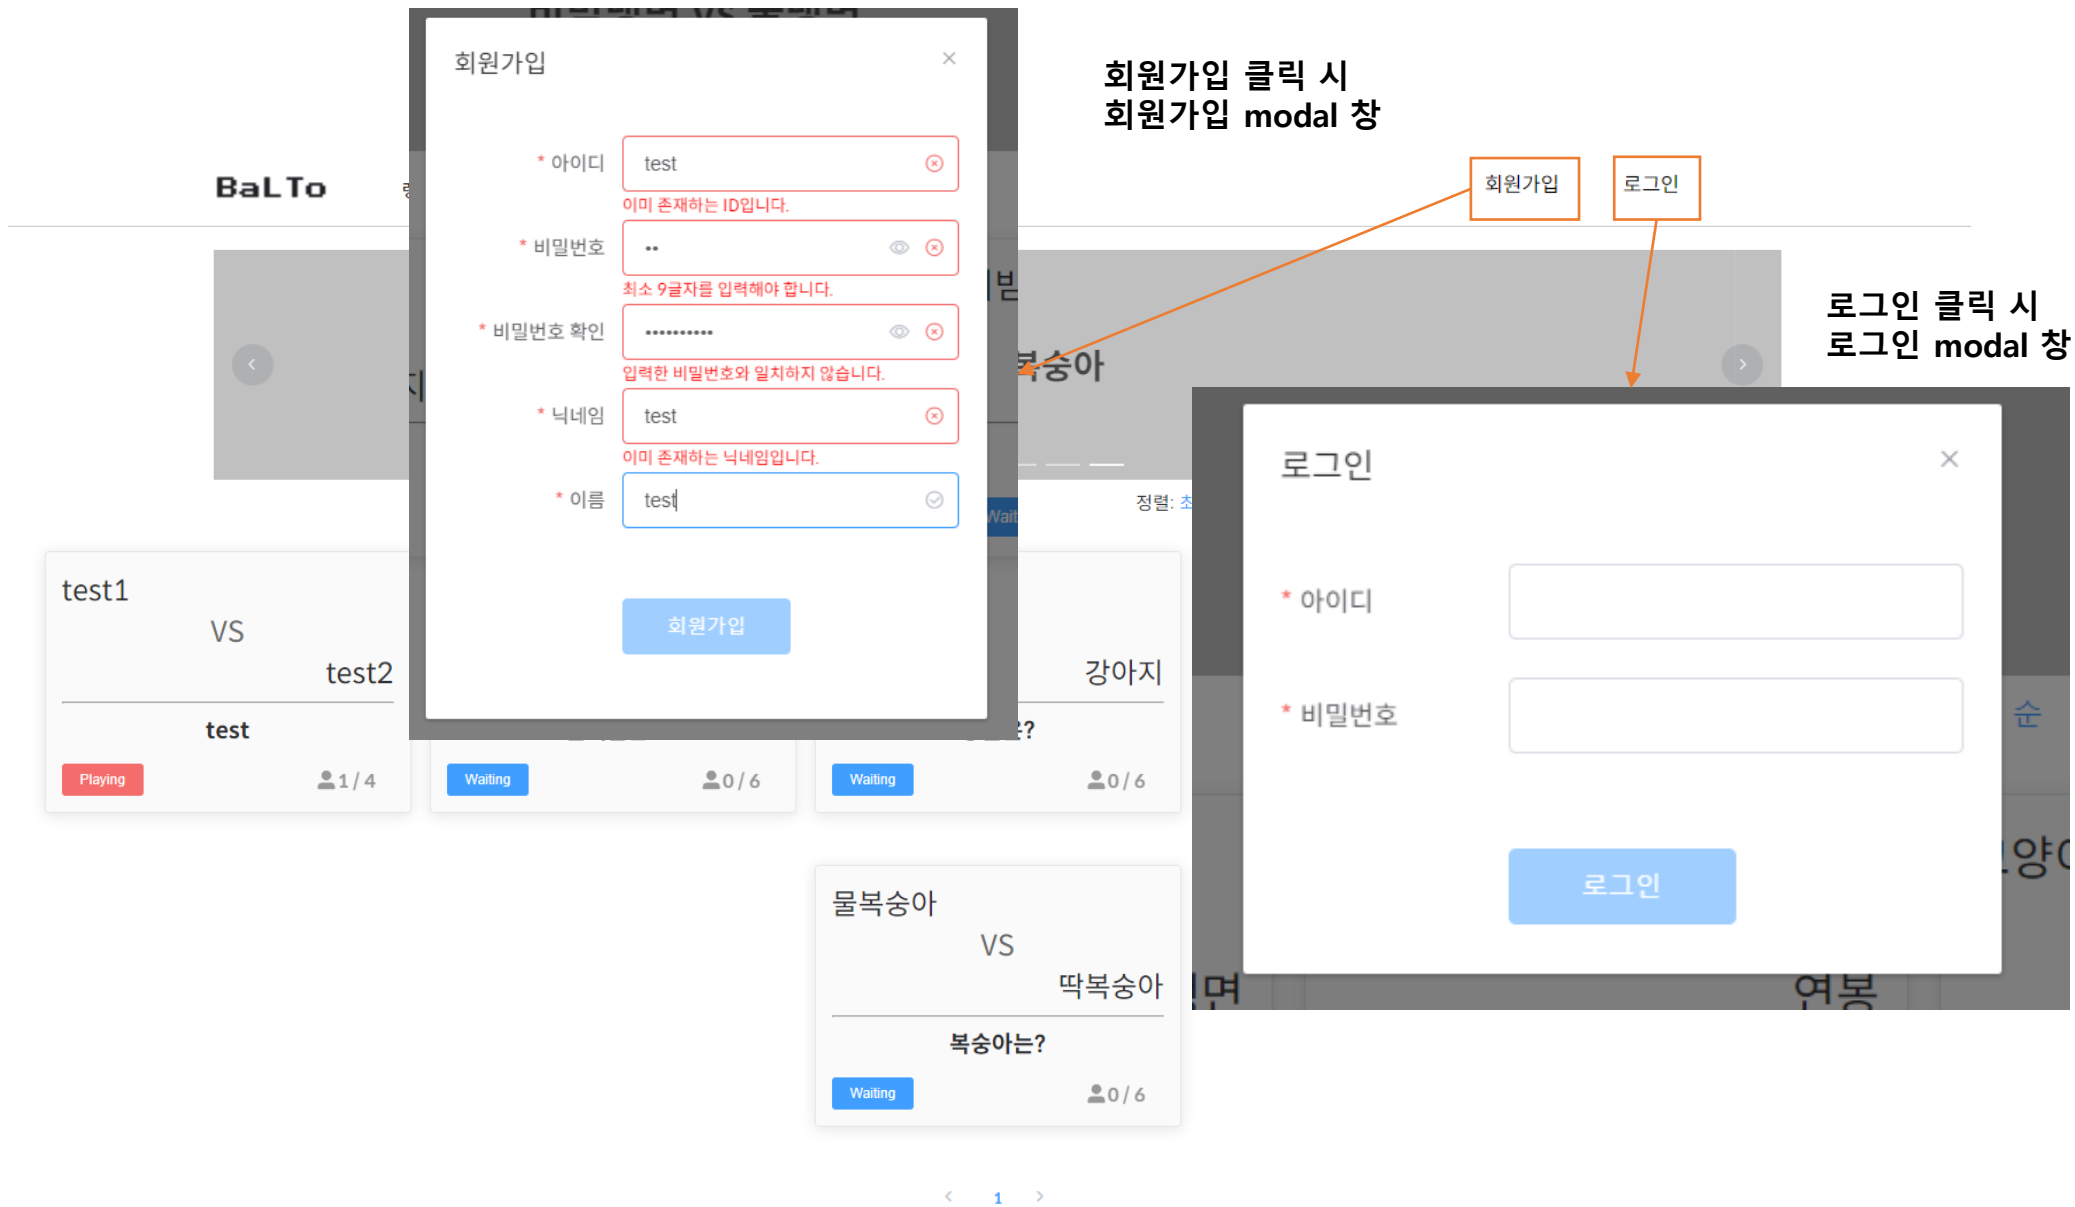 회원가입
* 아이디 test
이미 존재하는 ID입니다.
* 비밀번호 ••
최소 9글자를 입력해야 합니다.
* 비밀번호 확인 ••••••••••
입력한 비밀번호와 일치하지 않습니다.
* 닉네임 test
이미 존재하는 닉네임입니다.
* 이름 test
회원가입
회원가입 클릭 시
회원가입 modal 창
BaLTo
회원가입 로그인
로그인 클릭 시
로그인 modal 창
복숭아
정렬:
로그인
* 아이디
* 비밀번호
로그인
순
연봉
test1
VS
test2
test
Playing 1 / 4
Waiting 0 / 6
강아지
Waiting 0 / 6
물복숭아
VS
딱복숭아
복숭아는?
Waiting 0 / 6
1